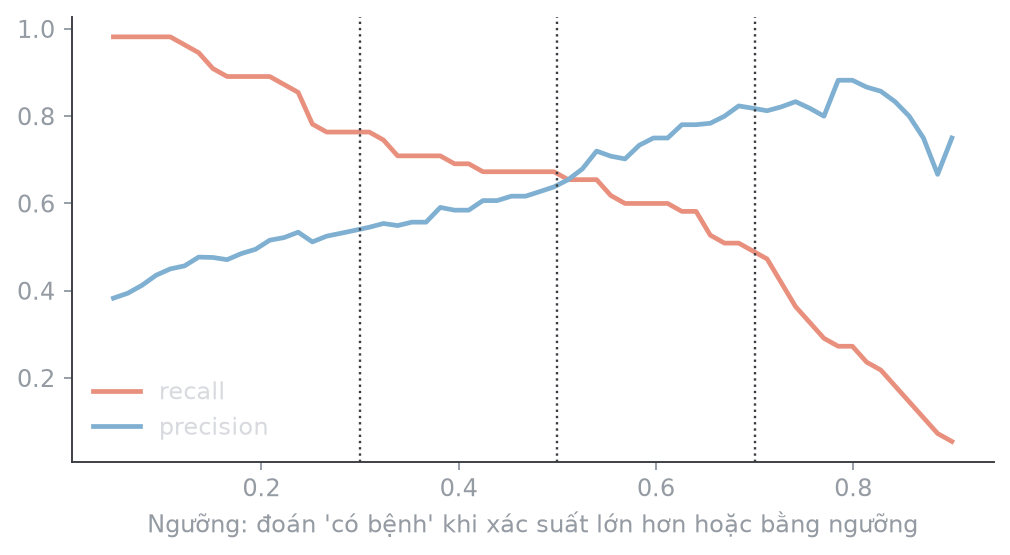 1.0
0.8
0.6
0.4
0.2
recall
precision
0.2 0.4 0.6 0.8
Ngưỡng: đoán 'có bệnh' khi xác suất lớn hơn hoặc bằng ngưỡng